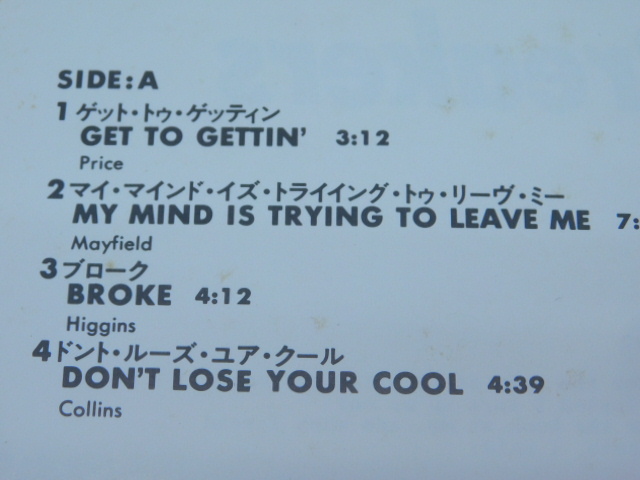 SIDE:A
1 ゲット・トゥ・ゲッティン
GET TO GETTIN' 3:12
Price
2 マイ・マインド・イズ・トライイング・トゥ・リーヴ・ミー
MY MIND IS TRYING TO LEAVE ME 7:
Mayfield
3 ブローク
BROKE 4:12
Higgins
4 ドント・ルーズ・ユア・クール
DON'T LOSE YOUR COOL 4:39
Collins